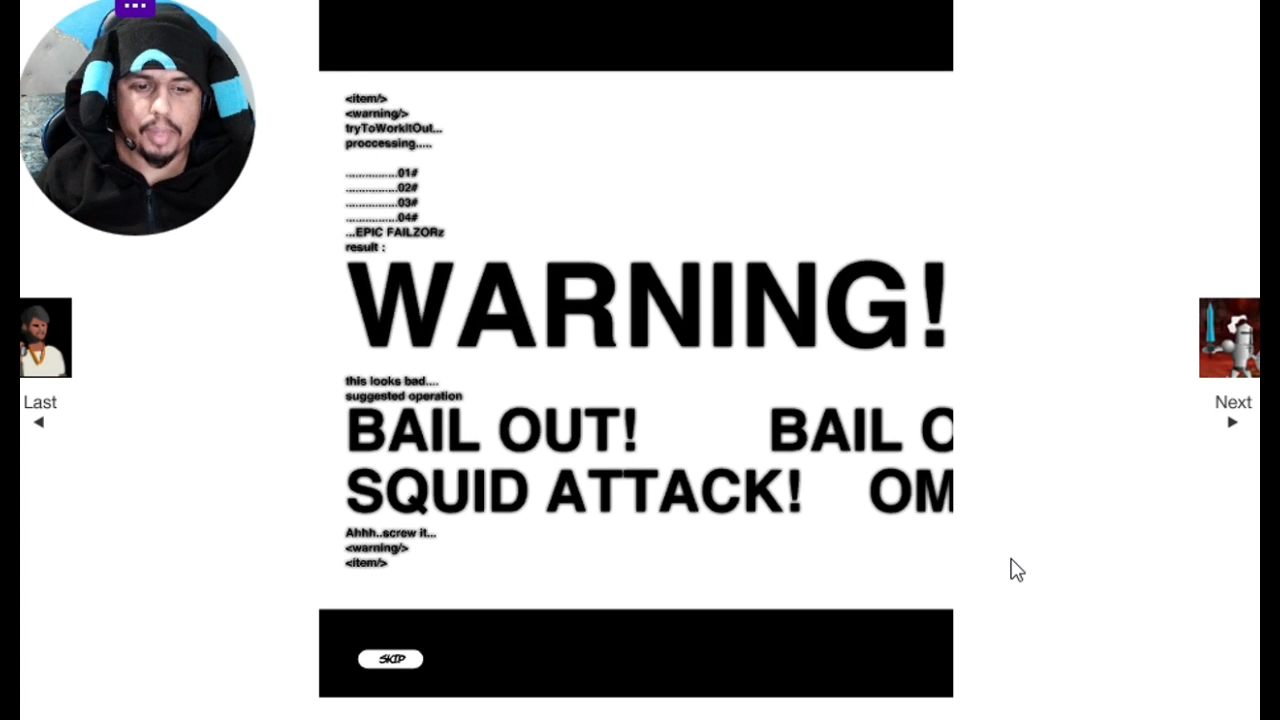 <item/>
<warning/>
tryToWorkItOut...
proccessing.....
................01#
................02#
................03#
................04#
...EPIC FAILZORz
result :
WARNING!
this looks bad....
suggested operation
BAIL OUT! BAIL O
SQUID ATTACK! OM
Ahhh..screw it...
<warning/>
<item/>
Last
Next
SKIP